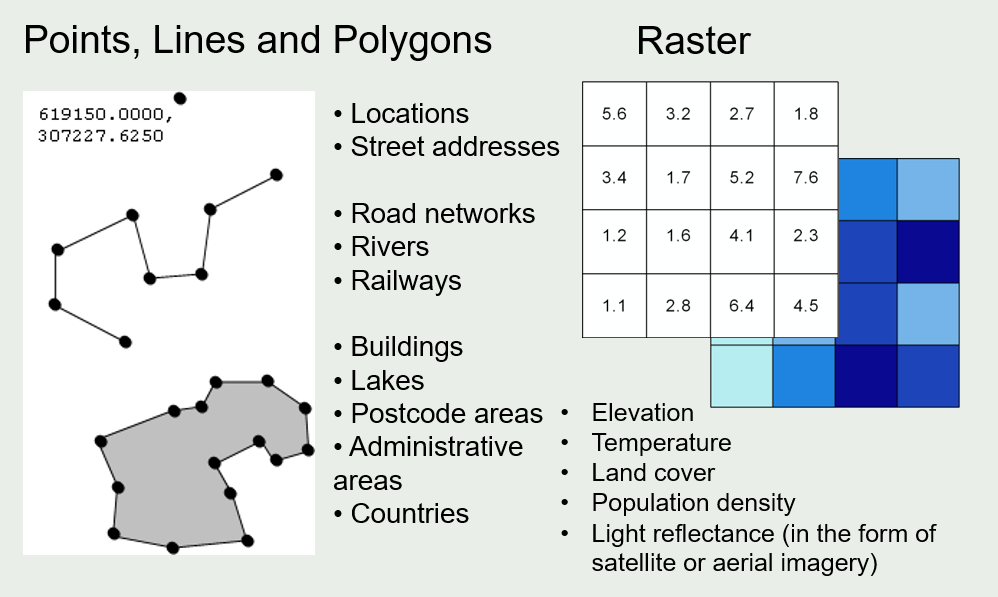 Points, Lines and Polygons
619150.0000,
307227.6250
• Locations
• Street addresses
• Road networks
• Rivers
• Railways
• Buildings
• Lakes
• Postcode areas
• Administrative
areas
• Countries
Raster
5.6 3.2 2.7 1.8
3.4 1.7 5.2 7.6
1.2 1.6 4.1 2.3
1.1 2.8 6.4 4.5
• Elevation
• Temperature
• Land cover
• Population density
• Light reflectance (in the form of
satellite or aerial imagery)